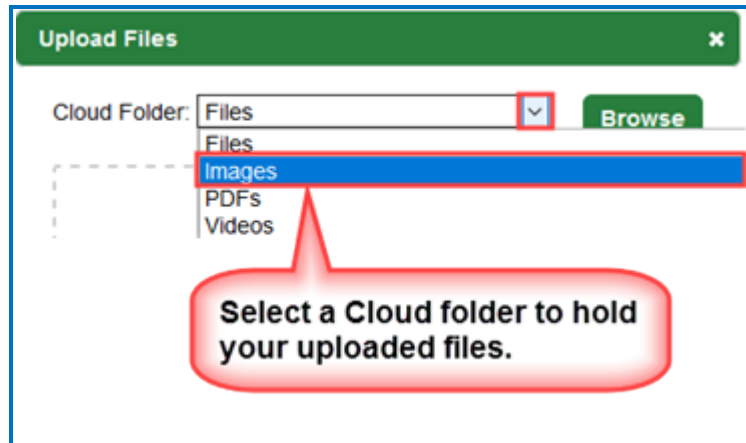 Upload Files ×
Cloud Folder: Files Browse
Files
Images
PDFs
Videos
Select a Cloud folder to hold
your uploaded files.